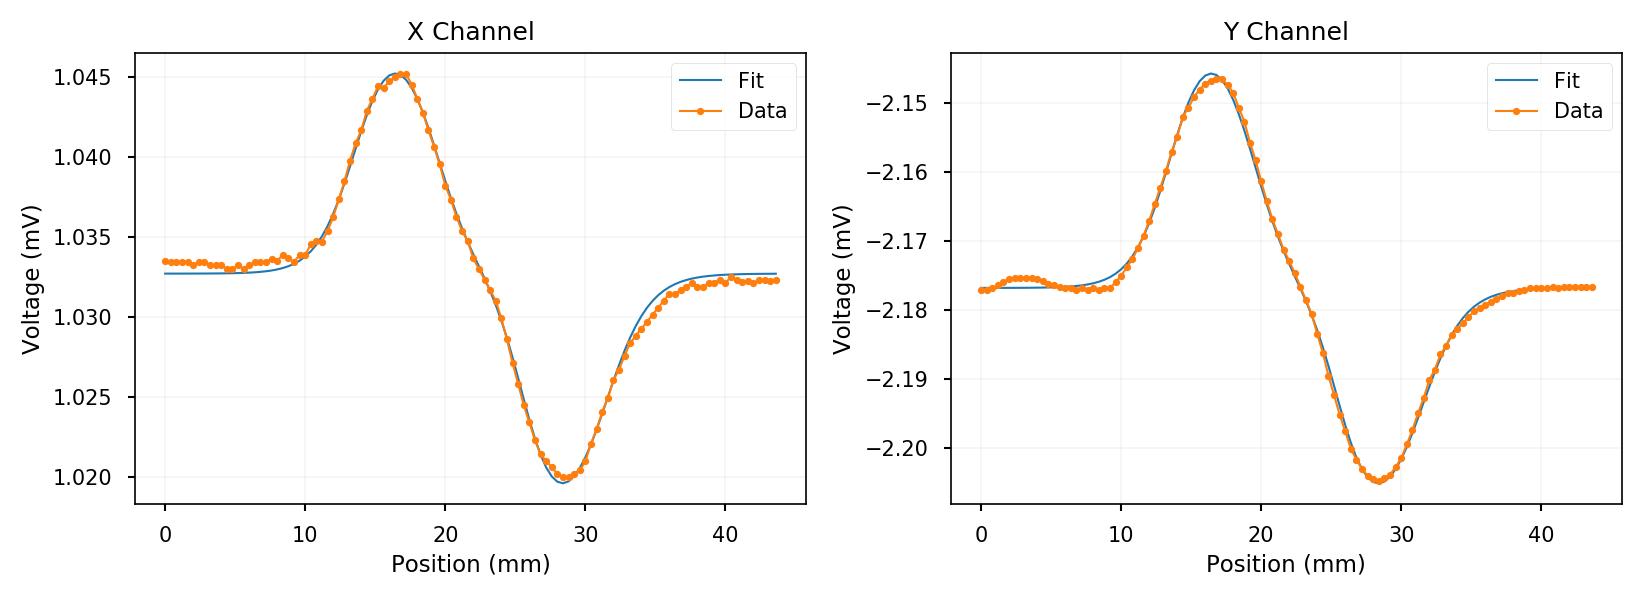 X Channel
Voltage (mV)
1.045
1.040
1.035
1.030
1.025
1.020
0
10
20
30
40
Position (mm)
Fit
Data
Y Channel
Voltage (mV)
−2.15
−2.16
−2.17
−2.18
−2.19
−2.20
0
10
20
30
40
Position (mm)
Fit
Data